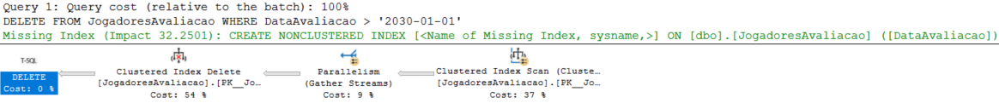 Query 1: Query cost (relative to the batch): 100%
DELETE FROM JogadoresAvaliacao WHERE DataAvaliacao > '2030-01-01'
Missing Index (Impact 32.2501): CREATE NONCLUSTERED INDEX [<Name of Missing Index, sysname,>] ON [dbo].[JogadoresAvaliacao] ([DataAvaliacao])
T-SQL
DELETE
Cost: 0 %
Clustered Index Delete
[JogadoresAvaliacao].[PK__Jo…
Cost: 54 %
Parallelism
(Gather Streams)
Cost: 9 %
Clustered Index Scan (Cluste…
[JogadoresAvaliacao].[PK__Jo…
Cost: 37 %